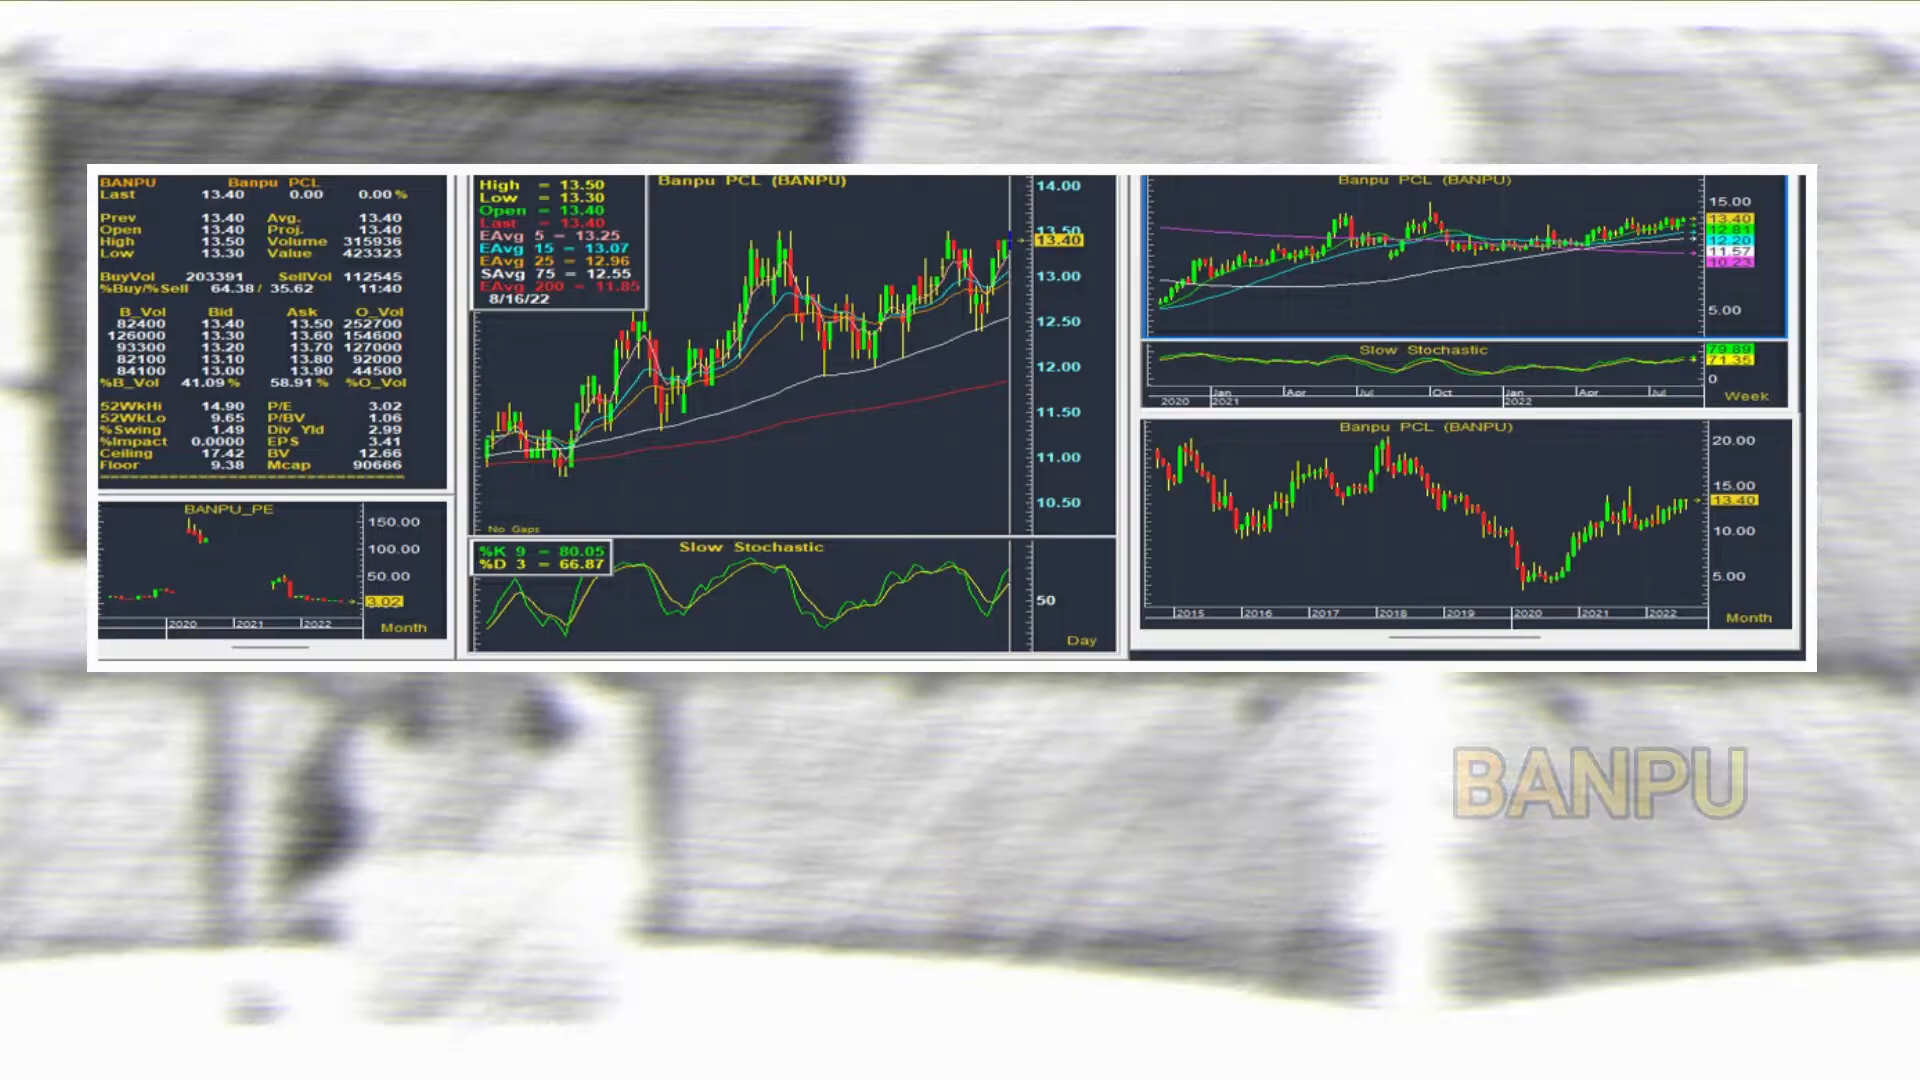 BANPU Banpu PCL
Last 13.40 0.00 0.00 %
Prev 13.40 Avg. 13.40
Open 13.40 Proj. 13.40
High 13.50 Volume 315936
Low 13.30 Value 423323
BuyVol 203391 SellVol 112545
%Buy/%Sell 64.38 / 35.62 11:40
B_Vol Bid Ask O_Vol
82400 13.40 13.50 252700
126000 13.30 13.60 1546000
93300 13.20 13.70 127000
82100 13.10 13.80 92000
84100 13.00 13.90 44500
%B_Vol 41.09 % 58.91 % %O_Vol
52WkHi 14.90 P/E 3.02
52WkLo 9.65 P/BV 1.06
%Swing 1.49 Div Yld 2.99
%Impact 0.0000 EPS 3.41
Ceiling 17.42 BV 12.66
Floor 9.38 Mcap 90666
BANPU_PE
150.00
100.00
50.00
3.02
2020 2021 2022
Month
Banpu PCL (BANPU)
High = 13.50
Low = 13.30
Open = 13.40
Last = 13.40
EAvg 5 = 13.25
EAvg 15 = 13.07
EAvg 25 = 12.96
SAvg 75 = 12.55
EAvg 200 = 11.85
8/16/22
14.00
13.50
13.40
13.00
12.50
12.00
11.50
11.00
10.50
No Gaps
%K 9 = 80.05
%D 3 = 66.87
Slow Stochastic
50
Day
Banpu PCL (BANPU)
15.00
13.40
12.81
12.20
11.57
10.23
5.00
Slow Stochastic
79.89
71.35
0
Jan Apr Jul Oct Jan Apr Jul
2020 2021 2022
Week
Banpu PCL (BANPU)
20.00
15.00
13.40
10.00
5.00
2015 2016 2017 2018 2019 2020 2021 2022
Month
BANPU